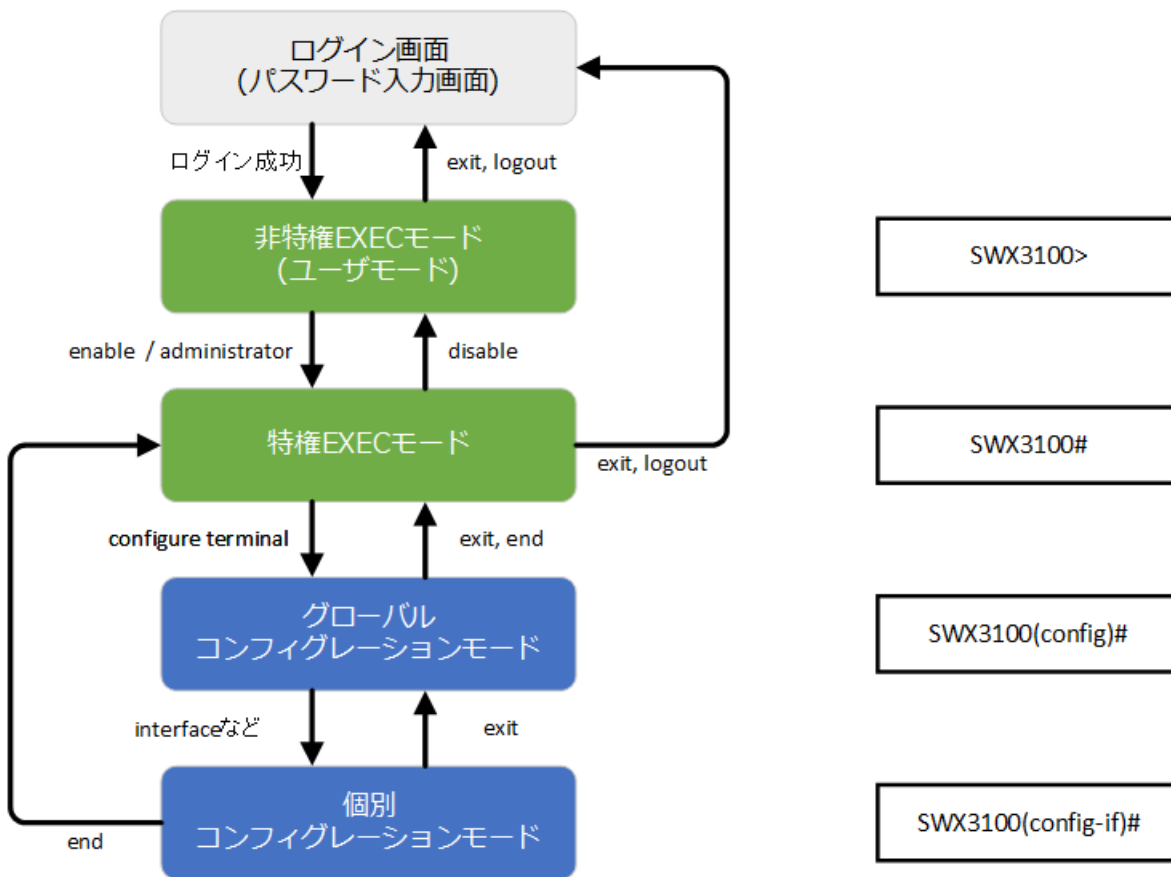 ログイン画面
(パスワード入力画面)
ログイン成功
exit, logout
非特権EXECモード
(ユーザモード)
SWX3100>
enable / administrator
disable
特権EXECモード
SWX3100#
exit, logout
configure terminal
exit, end
グローバル
コンフィグレーションモード
SWX3100(config)#
interfaceなど
exit
個別
コンフィグレーションモード
SWX3100(config-if)#
end